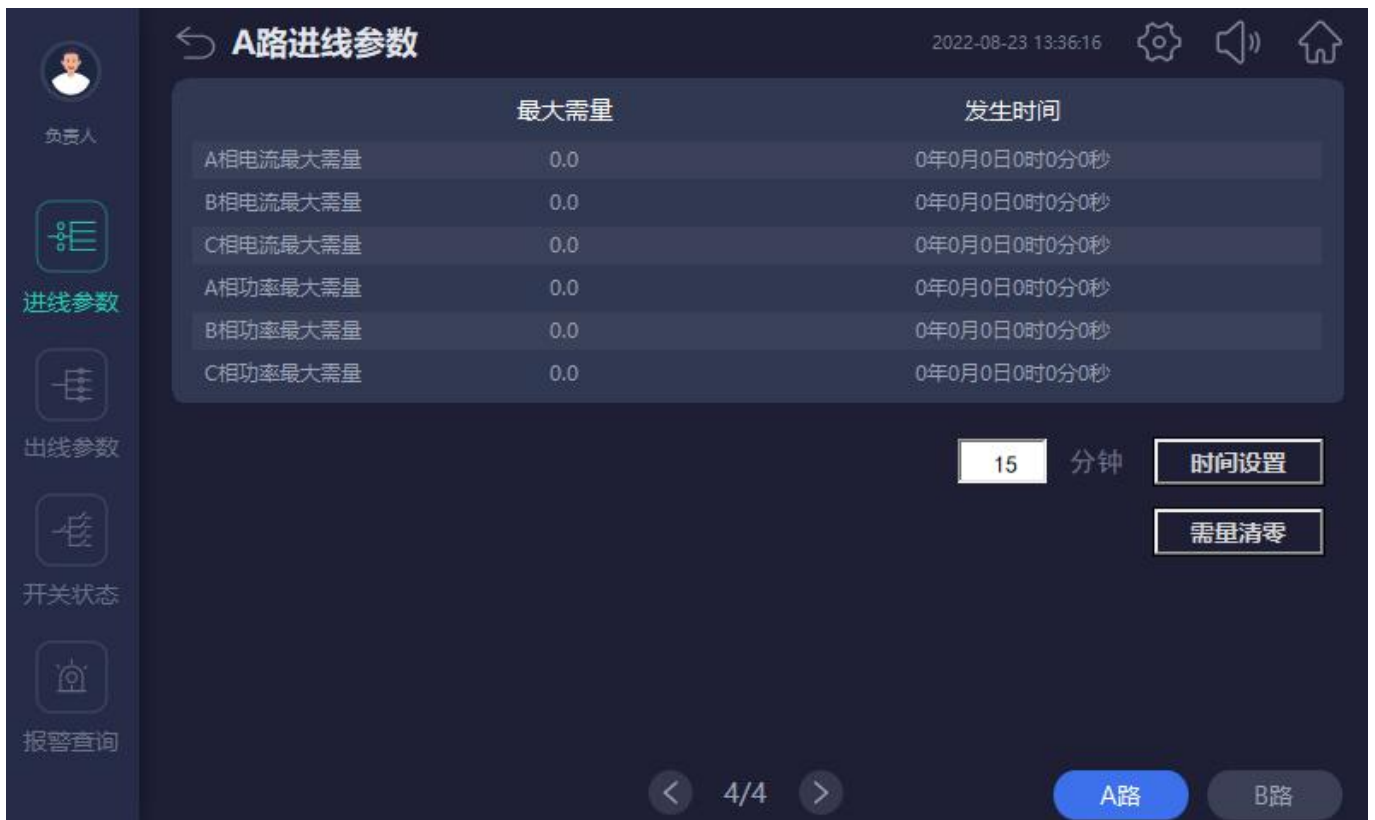 A路进线参数
2022-08-23 13:36:16
负责人
最大需量 发生时间
A相电流最大需量 0.0 0年0月0日0时0分0秒
B相电流最大需量 0.0 0年0月0日0时0分0秒
C相电流最大需量 0.0 0年0月0日0时0分0秒
A相功率最大需量 0.0 0年0月0日0时0分0秒
B相功率最大需量 0.0 0年0月0日0时0分0秒
C相功率最大需量 0.0 0年0月0日0时0分0秒
进线参数
出线参数
开关状态
报警查询
15 分钟 时间设置
需量清零
4/4
A路 B路